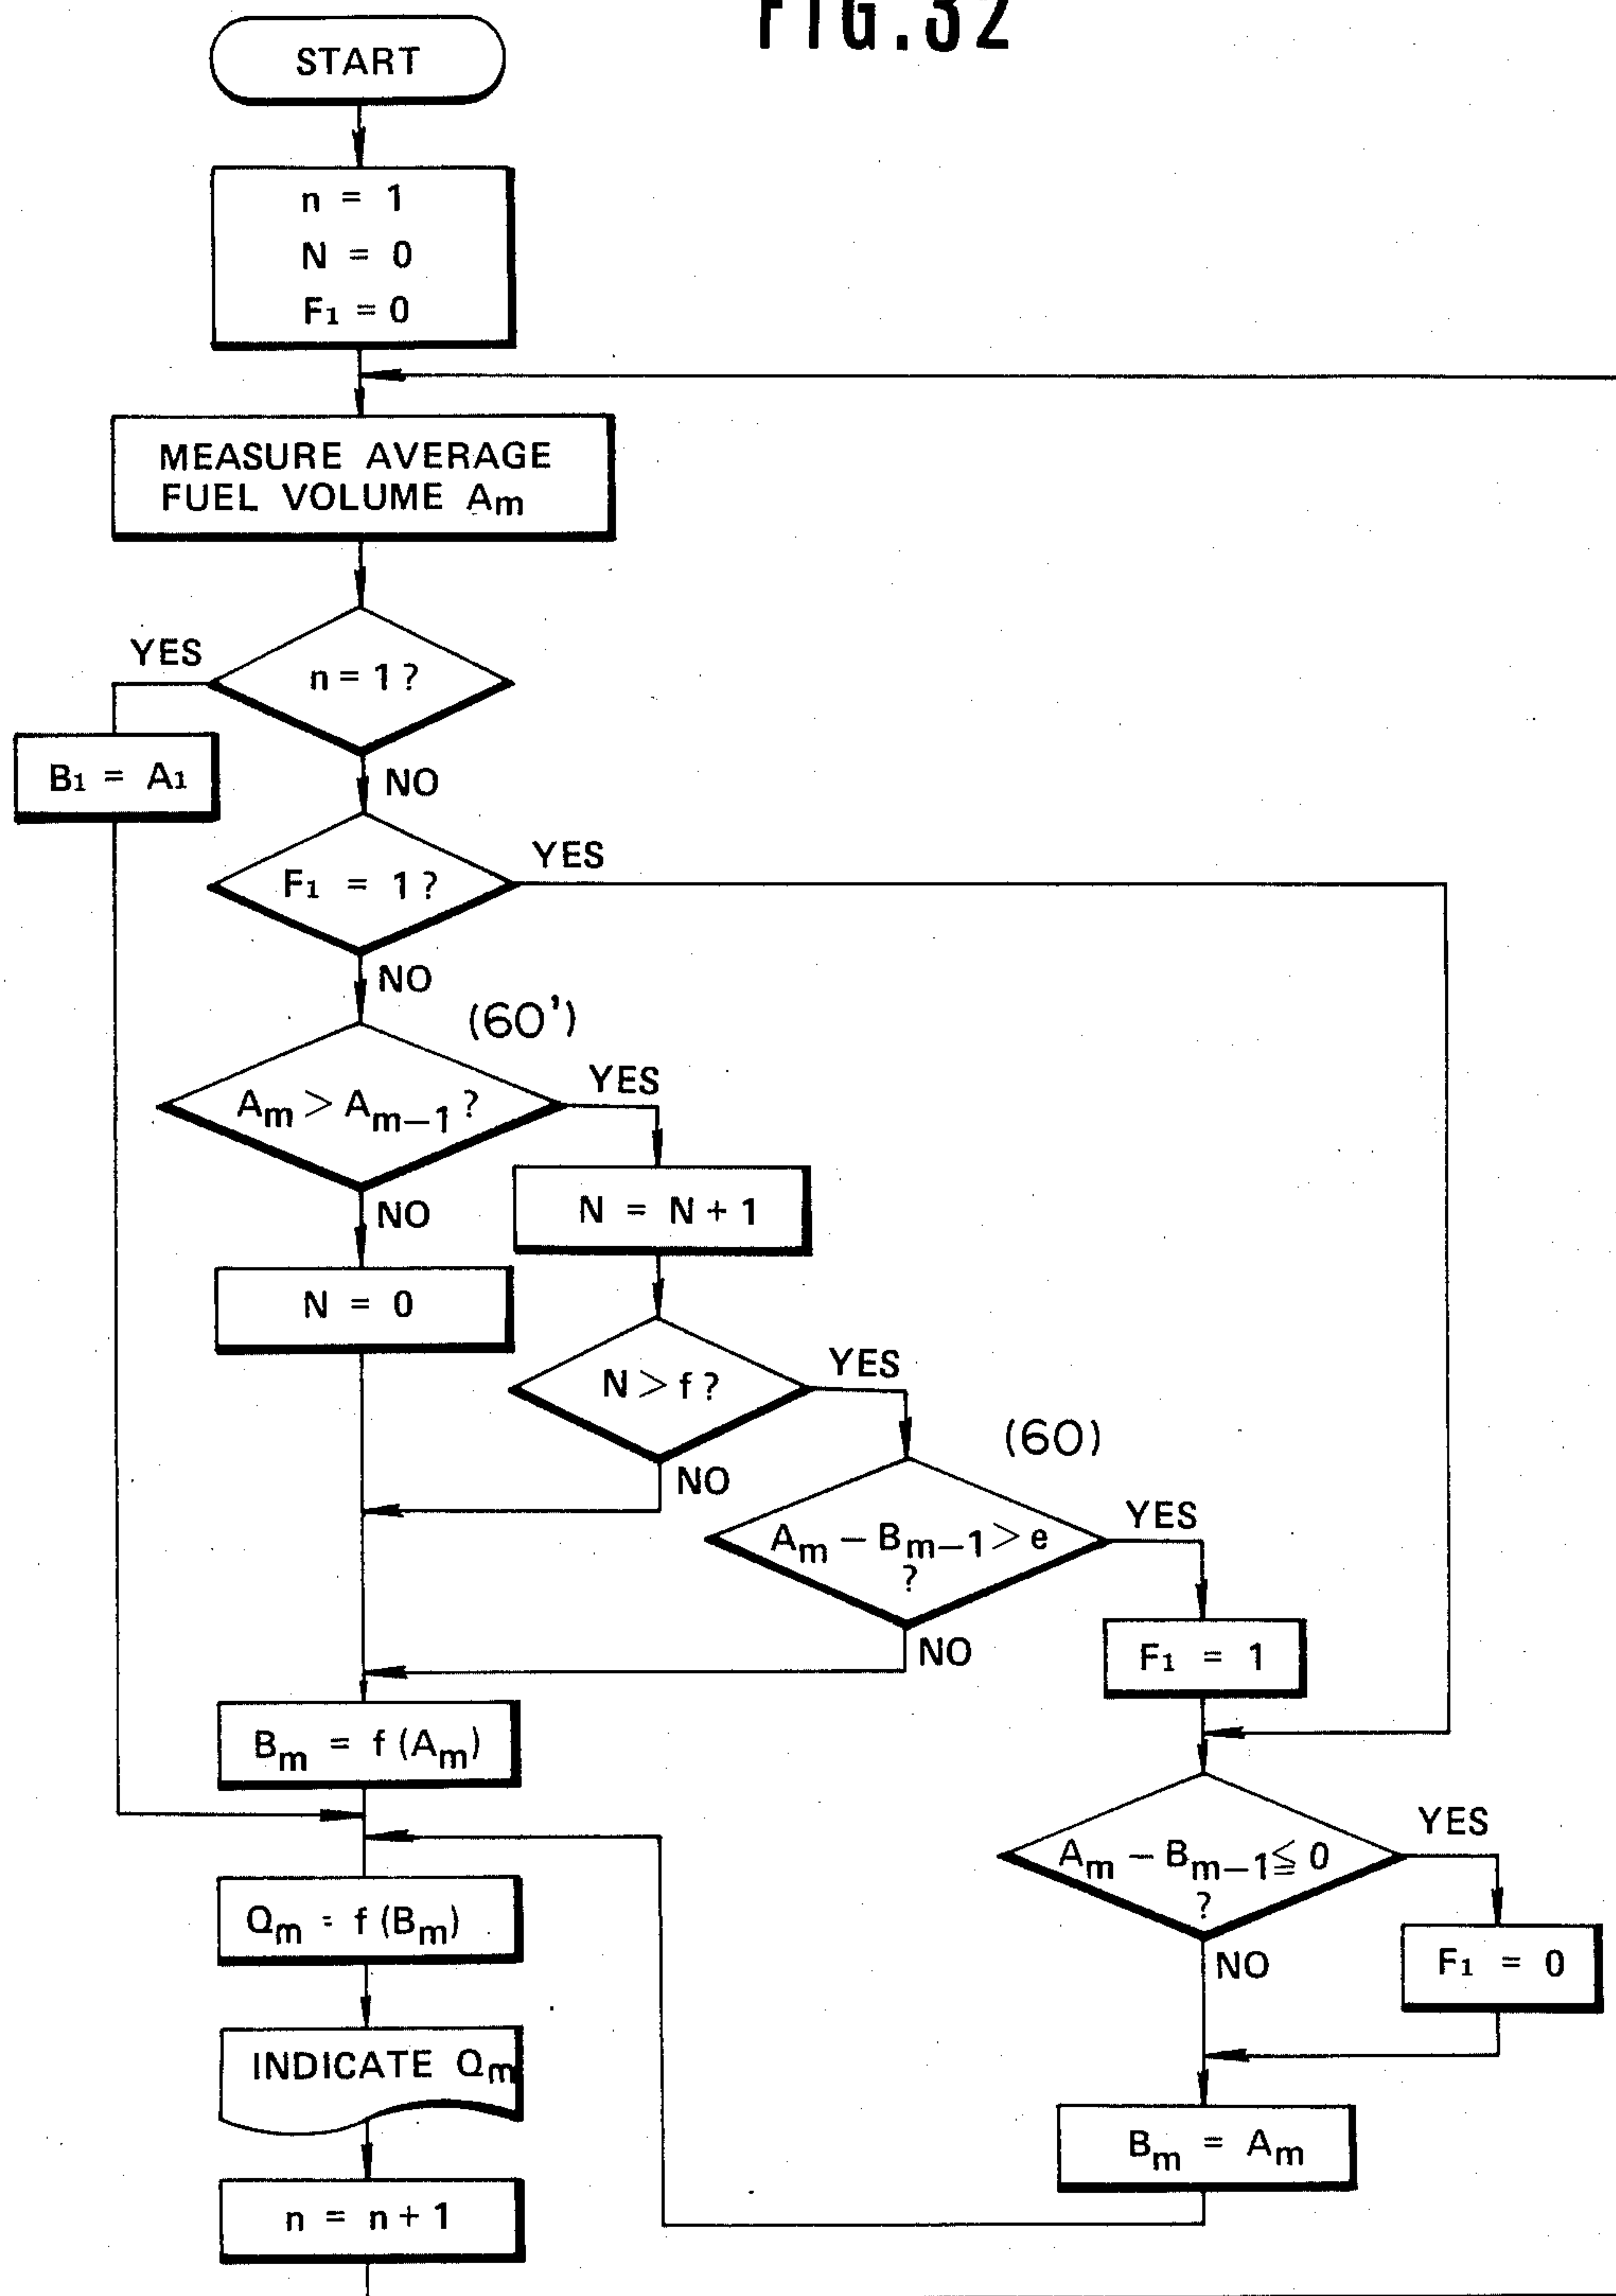 FIG.32
START
n = 1
N = 0
F1 = 0
MEASURE AVERAGE
FUEL VOLUME Am
YES
n = 1 ?
B1 = A1
NO
YES
F1 = 1 ?
NO
(60')
YES
Am > Am-1 ?
N = N + 1
NO
N = 0
YES
N > f ?
(60)
NO
YES
Am - Bm-1 > e
?
NO
F1 = 1
Bm = f (Am)
YES
Am - Bm-1 ≦ 0
?
Qm = f (Bm)
NO
F1 = 0
INDICATE Qm
Bm = Am
n = n + 1